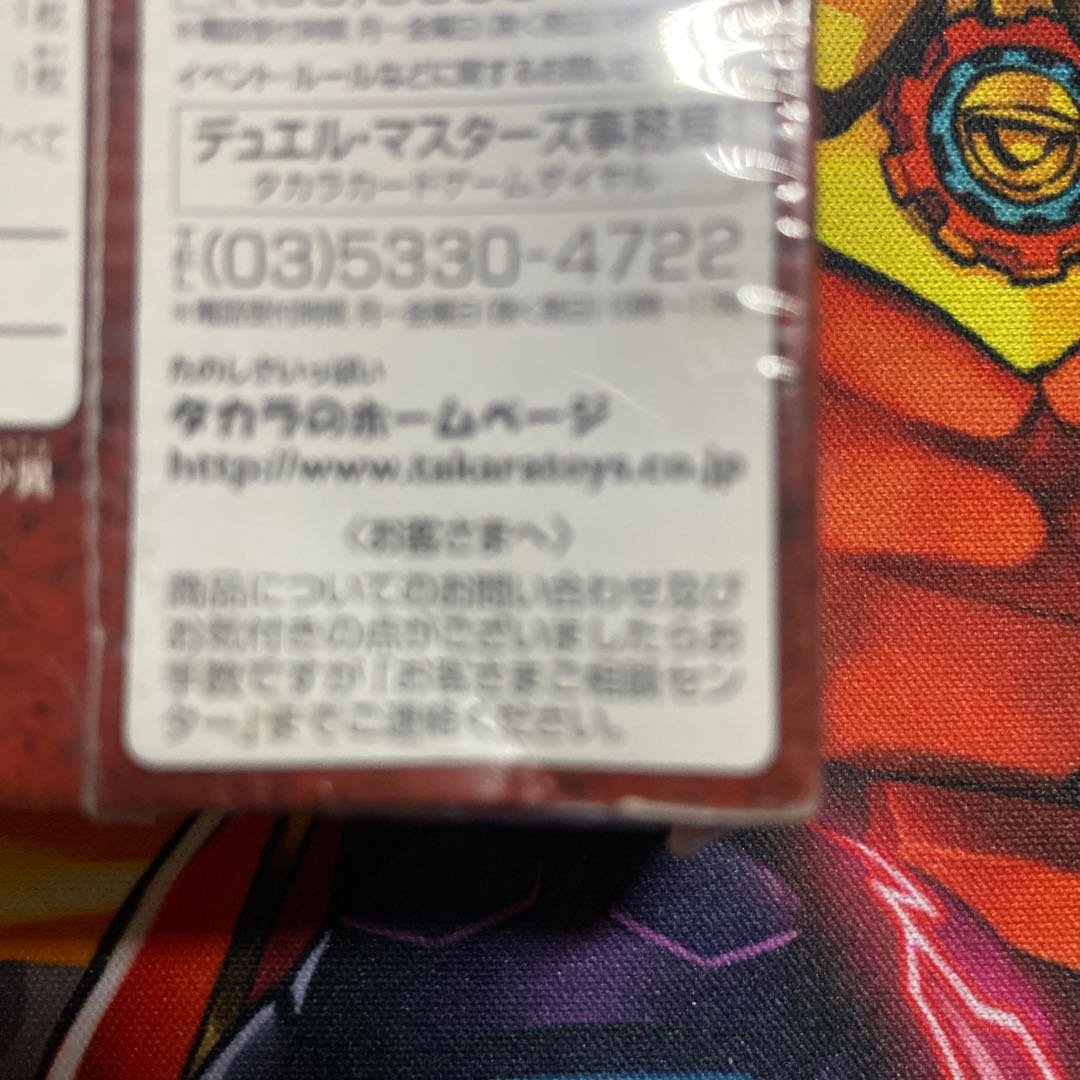 1枚
1枚
イベント・ルールなどに関するお問い
デュエル・マスターズ事務局
タカラカードゲームダイヤル
TEL(03)5330-4722
たのしさいっぱい
タカラのホームページ
http://www.takaratoys.co.jp
〈お客さまへ〉
商品についてのお問い合わせ及び
お気付きの点がございましたらお
手数ですが「お客さまご相談セン
ター」までご連絡ください。